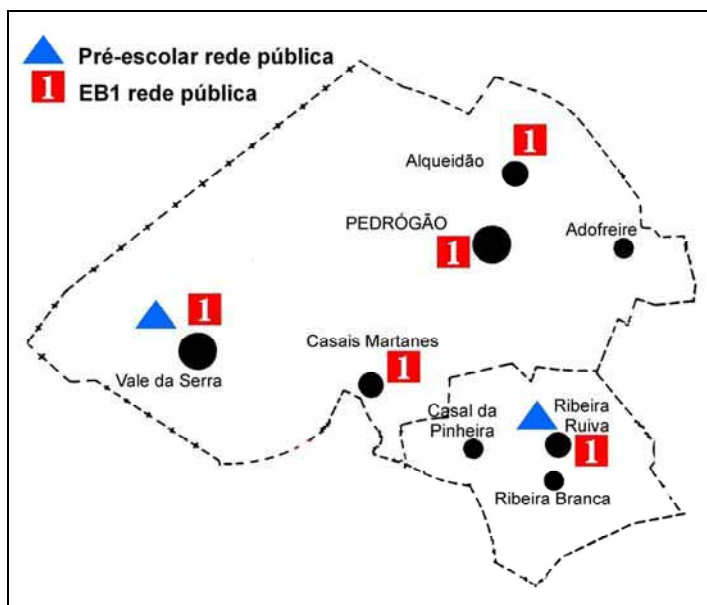 Pré-escolar rede pública
1 EB1 rede pública
1
Alqueidão
PEDRÓGÃO
1
Adofreire
1
Vale da Serra
Casais Martanes
1
Casal da
Pinheira
Ribeira
Ruiva
1
Ribeira Branca